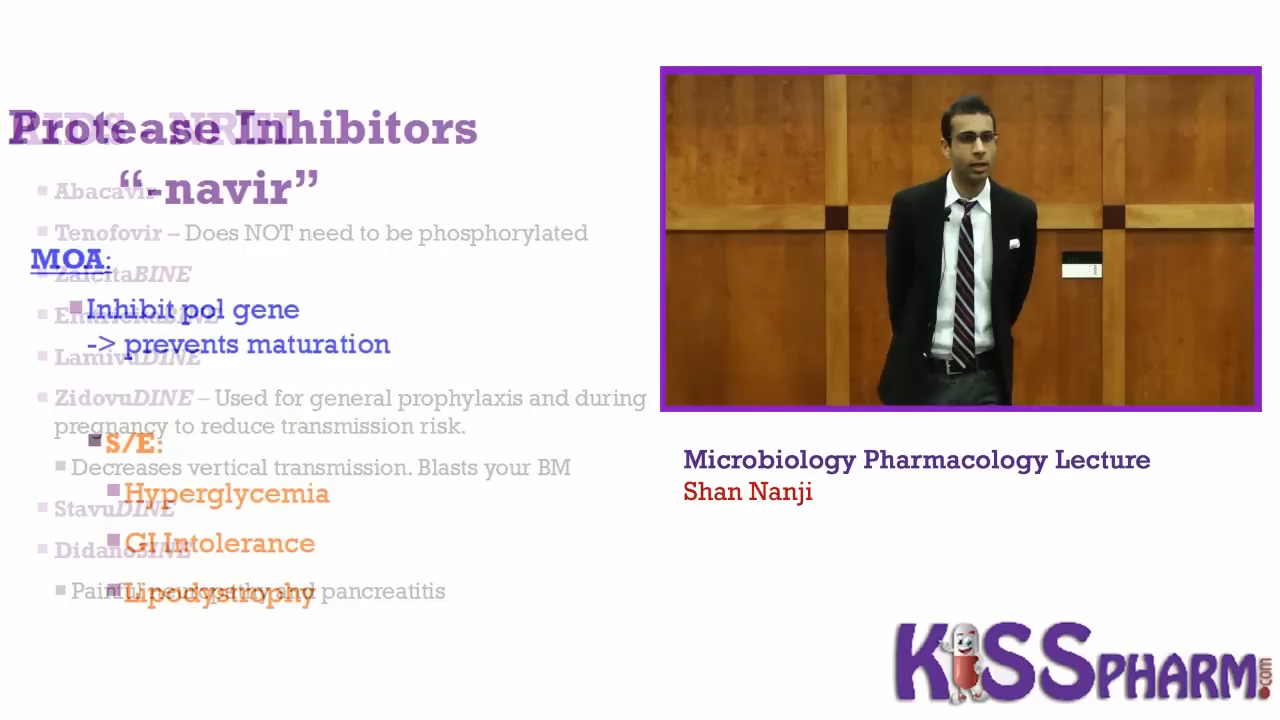 Protease Inhibitors
“-navir”
MOA:
Inhibit pol gene
-> prevents maturation
S/E:
Hyperglycemia
GI Intolerance
Lipodystrophy
AIDS – NRTI
Abacavir
Tenofovir – Does NOT need to be phosphorylated
ZalcitaBINE
EmtricitaBINE
LamivuDINE
ZidovuDINE – Used for general prophylaxis and during
pregnancy to reduce transmission risk.
Decreases vertical transmission. Blasts your BM
StavuDINE
DidanoSINE
Painful neuropathy and pancreatitis
Microbiology Pharmacology Lecture
Shan Nanji
KiSSPHARM.com